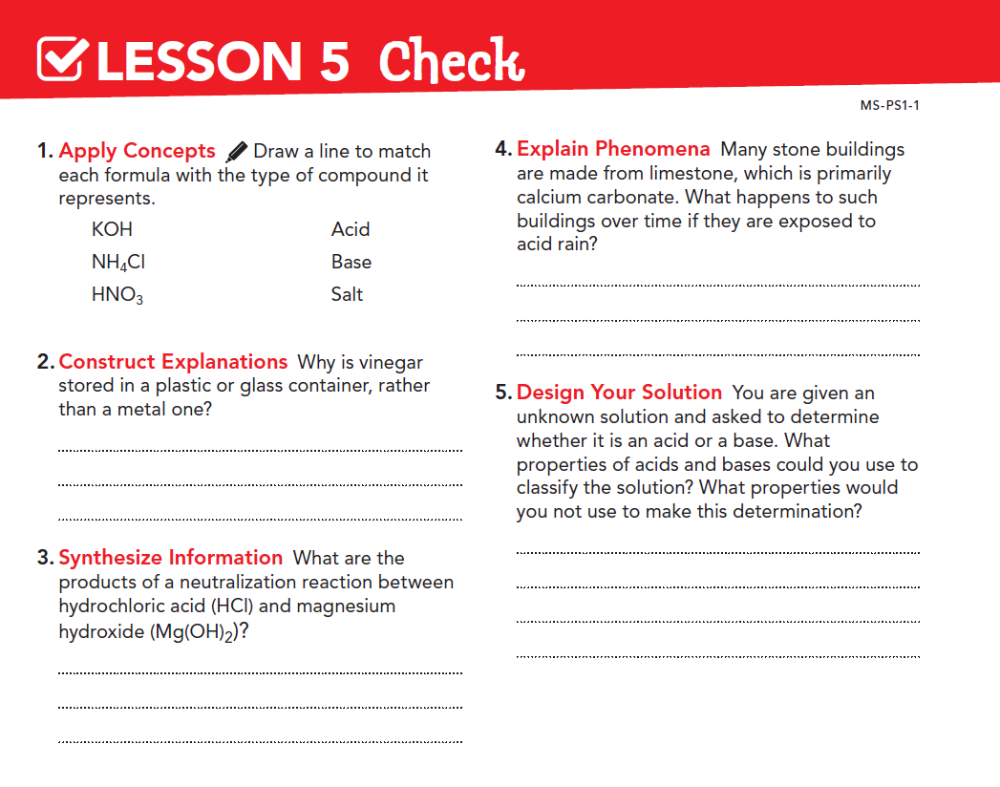 LESSON 5 Check
MS-PS1-1
1. Apply Concepts Draw a line to match
each formula with the type of compound it
represents.
KOH Acid
NH₄Cl Base
HNO₃ Salt
2. Construct Explanations Why is vinegar
stored in a plastic or glass container, rather
than a metal one?
3. Synthesize Information What are the
products of a neutralization reaction between
hydrochloric acid (HCl) and magnesium
hydroxide (Mg(OH)₂)?
4. Explain Phenomena Many stone buildings
are made from limestone, which is primarily
calcium carbonate. What happens to such
buildings over time if they are exposed to
acid rain?
5. Design Your Solution You are given an
unknown solution and asked to determine
whether it is an acid or a base. What
properties of acids and bases could you use to
classify the solution? What properties would
you not use to make this determination?